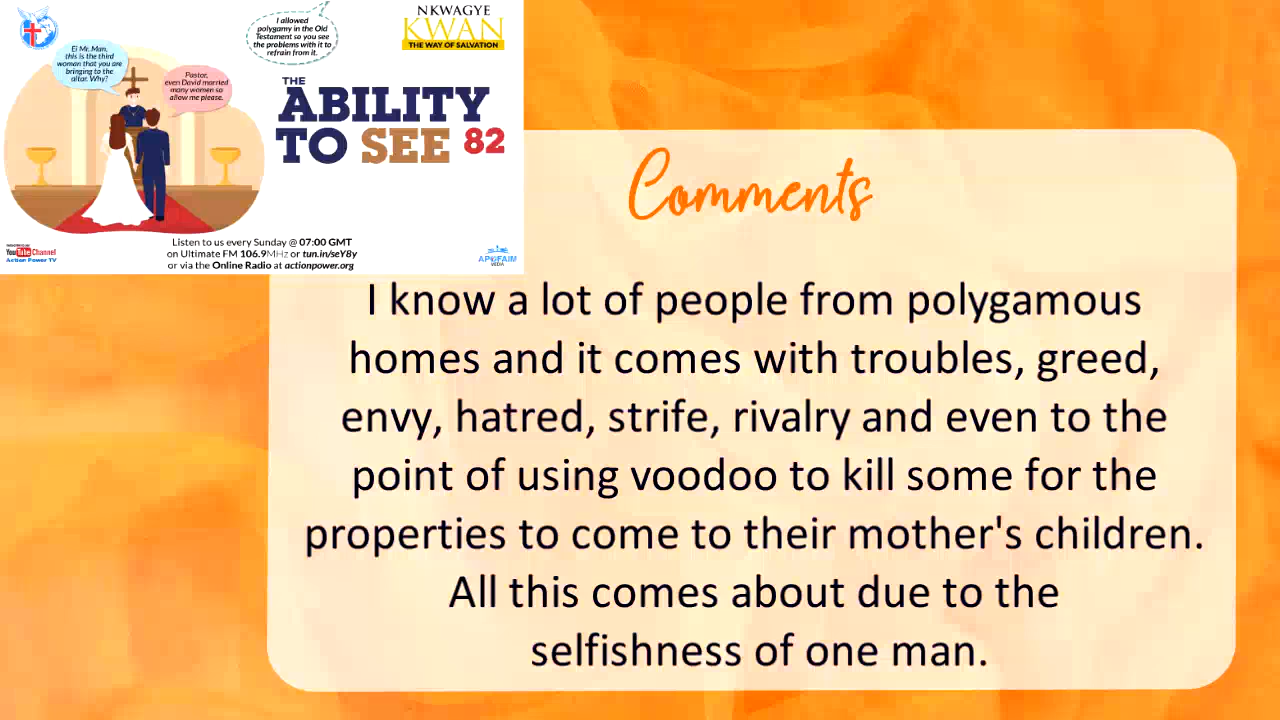 Ei Mr. Man,
this is the third
woman that you are
bringing to the
altar. Why?
Pastor,
even David married
many women so
allow me please.
I allowed
polygamy in the Old
Testament so you see
the problems with it to
refrain from it.
NKWAGYE
KWAN
THE WAY OF SALVATION
THE
ABILITY
TO SEE 82
YouTube Channel
Action Power TV
Listen to us every Sunday @ 07:00 GMT
on Ultimate FM 106.9MHz or tun.in/seY8y
or via the Online Radio at actionpower.org
MEDIA
Comments
I know a lot of people from polygamous
homes and it comes with troubles, greed,
envy, hatred, strife, rivalry and even to the
point of using voodoo to kill some for the
properties to come to their mother's children.
All this comes about due to the
selfishness of one man.